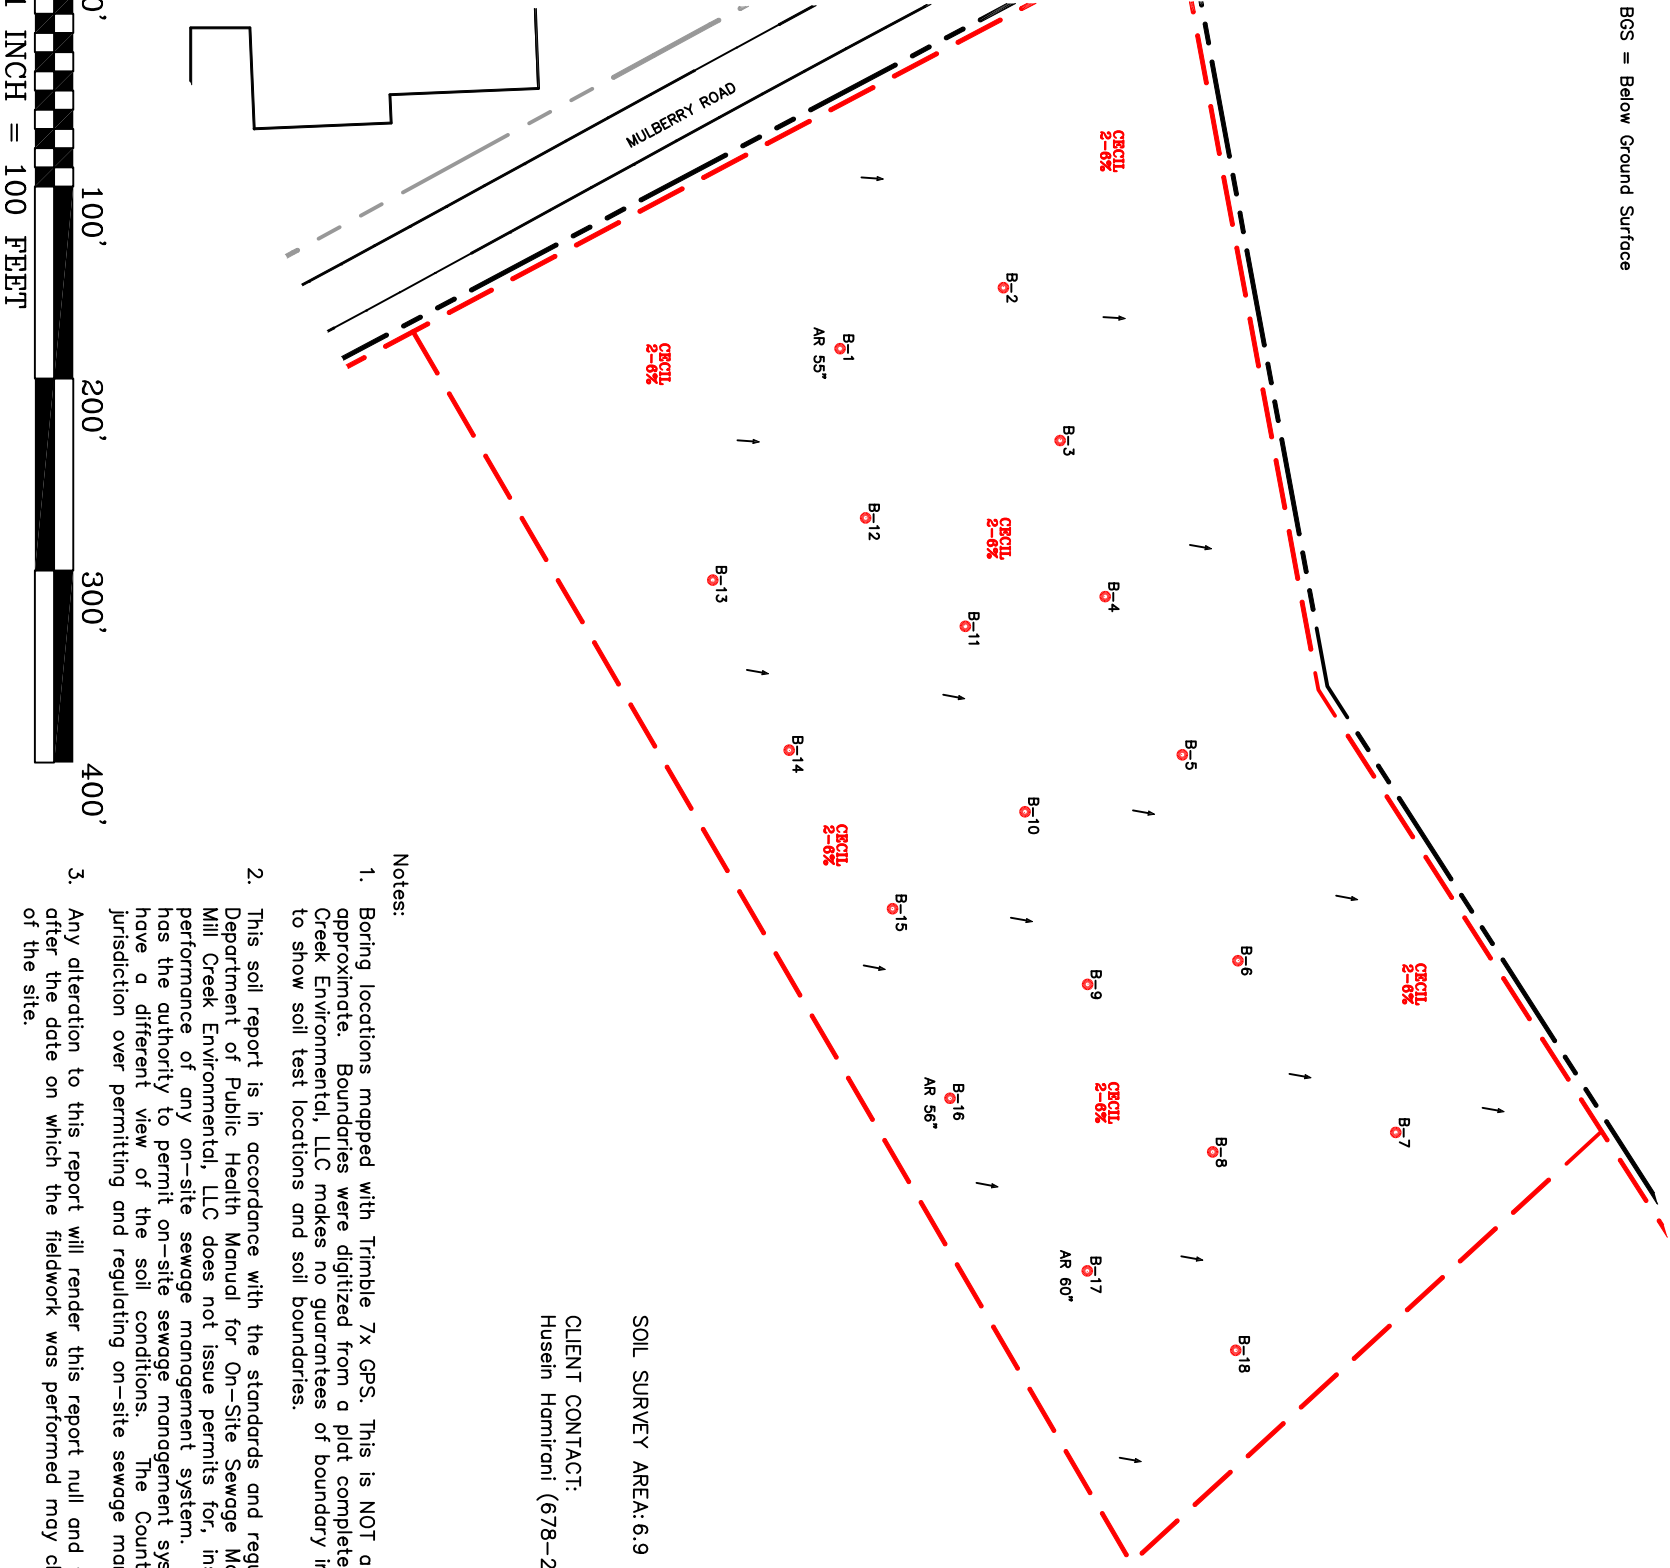 BGS = Below Ground Surface
MULBERRY ROAD
CECIL
2-6%
B-2
B-1
AR 55"
CECIL
2-6%
B-3
B-12
CECIL
2-6%
B-13
B-4
B-11
B-5
B-14
B-10
CECIL
2-6%
B-15
B-6
B-9
CECIL
2-6%
B-16
AR 56"
CECIL
2-6%
B-7
B-8
B-17
AR 60"
B-18
SOIL SURVEY AREA: 6.9
CLIENT CONTACT:
Husein Hamirani (678-2
Notes:
1. Boring locations mapped with Trimble 7x GPS. This is NOT a
approximate. Boundaries were digitized from a plat complete
Creek Environmental, LLC makes no guarantees of boundary
to show soil test locations and soil boundaries.
2. This soil report is in accordance with the standards and
Department of Public Health Manual for On-Site Sewage
Mill Creek Environmental, LLC does not issue permits for,
performance of any on-site sewage management system.
has the authority to permit on-site sewage management
have a different view of the soil conditions. The
jurisdiction over permitting and regulating on-site sewage
3. Any alteration to this report will render this report null and
after the date on which the fieldwork was performed may
of the site.
100'
200'
300'
400'
INCH = 100 FEET